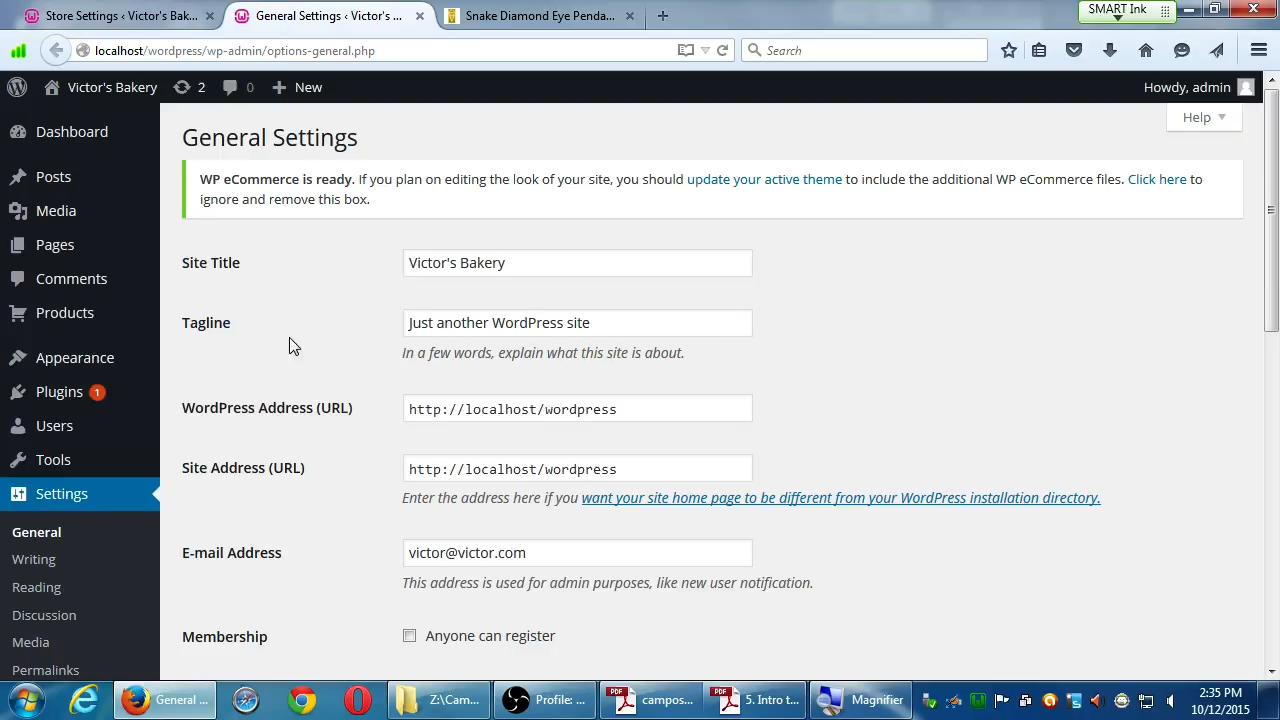 Store Settings ‹ Victor's Bak...
General Settings ‹ Victor's ...
Snake Diamond Eye Penda...
SMART Ink
localhost/wordpress/wp-admin/options-general.php
Search
Victor's Bakery
2
0
New
Howdy, admin
Dashboard
Posts
Media
Pages
Comments
Products
Appearance
Plugins 1
Users
Tools
Settings
General
Writing
Reading
Discussion
Media
Permalinks
Help
General Settings
WP eCommerce is ready. If you plan on editing the look of your site, you should update your active theme to include the additional WP eCommerce files. Click here to
ignore and remove this box.
Site Title
Victor's Bakery
Tagline
Just another WordPress site
In a few words, explain what this site is about.
WordPress Address (URL)
http://localhost/wordpress
Site Address (URL)
http://localhost/wordpress
Enter the address here if you want your site home page to be different from your WordPress installation directory.
E-mail Address
victor@victor.com
This address is used for admin purposes, like new user notification.
Membership
Anyone can register
General ...
Z:\Cam...
Profile: ...
PDF
campos...
PDF
5. Intro t...
Magnifier
2:35 PM
10/12/2015